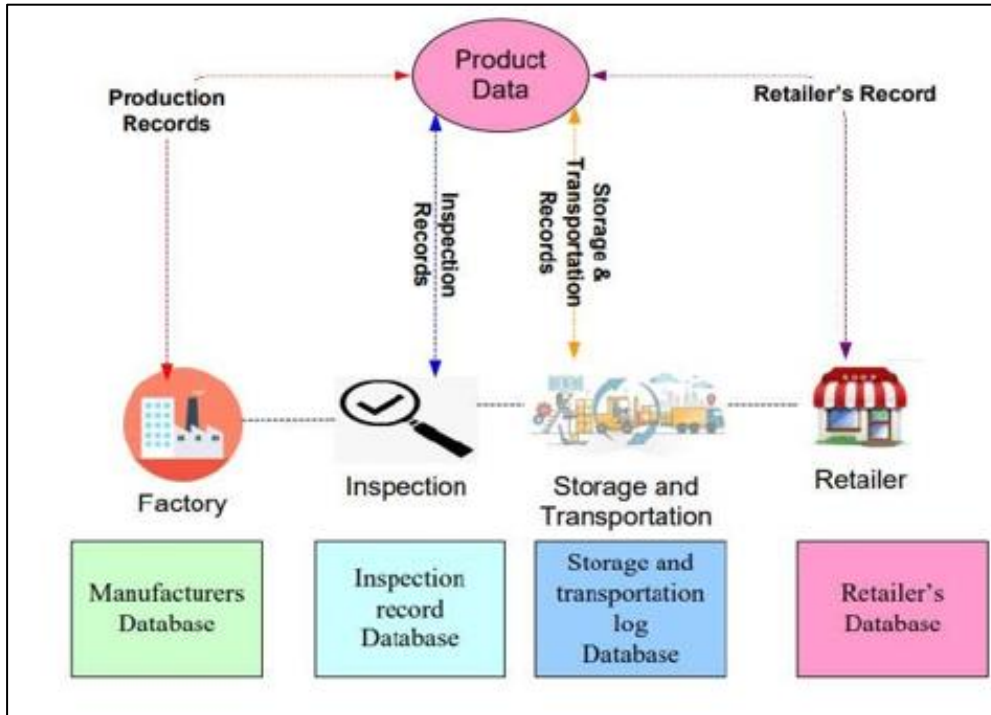 Product
Data
Production
Records
Retailer's Record
Inspection
Records
Storage &
Transportation
Records
Factory
Inspection
Storage and
Transportation
Retailer
Manufacturers
Database
Inspection
record
Database
Storage and
transportation
log
Database
Retailer's
Database